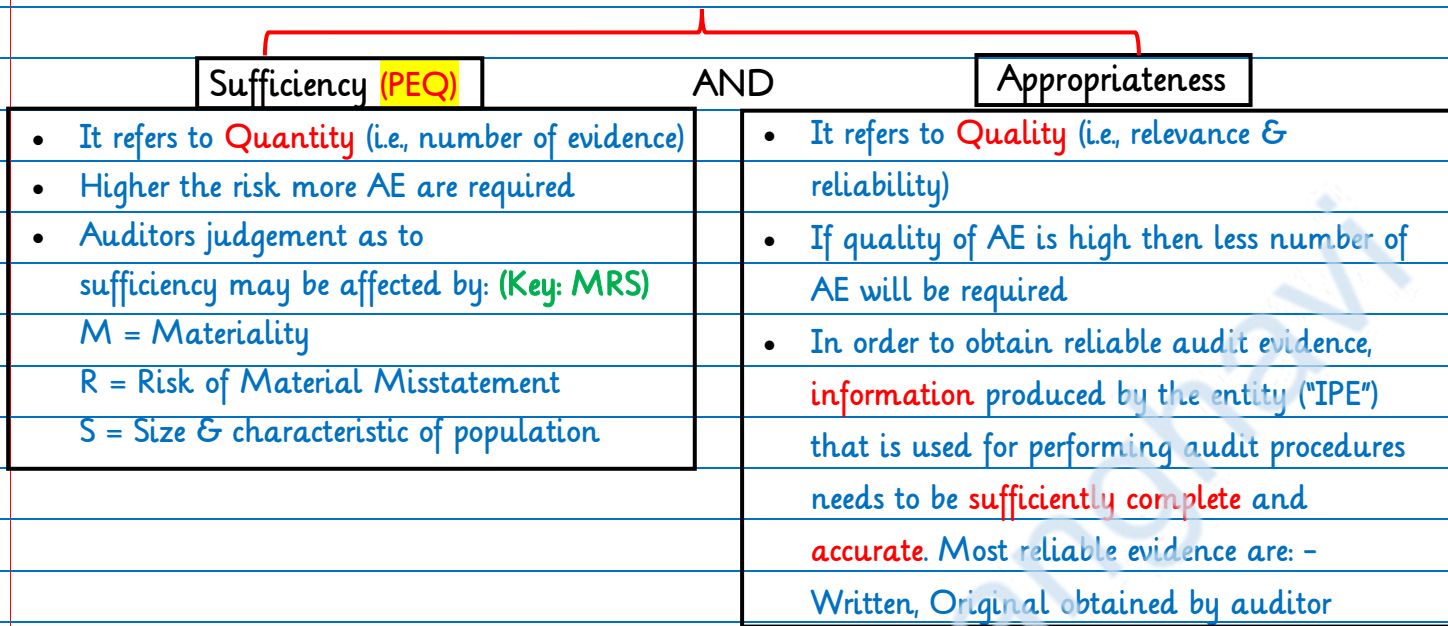 Sufficiency (PEQ)
AND
Appropriateness
• It refers to Quantity (i.e., number of evidence)
• Higher the risk more AE are required
• Auditors judgement as to
sufficiency may be affected by: (Key: MRS)
M = Materiality
R = Risk of Material Misstatement
S = Size & characteristic of population
• It refers to Quality (i.e., relevance &
reliability)
• If quality of AE is high then less number of
AE will be required
• In order to obtain reliable audit evidence,
information produced by the entity (“IPE”)
that is used for performing audit procedures
needs to be sufficiently complete and
accurate. Most reliable evidence are: –
Written, Original obtained by auditor
anghavi